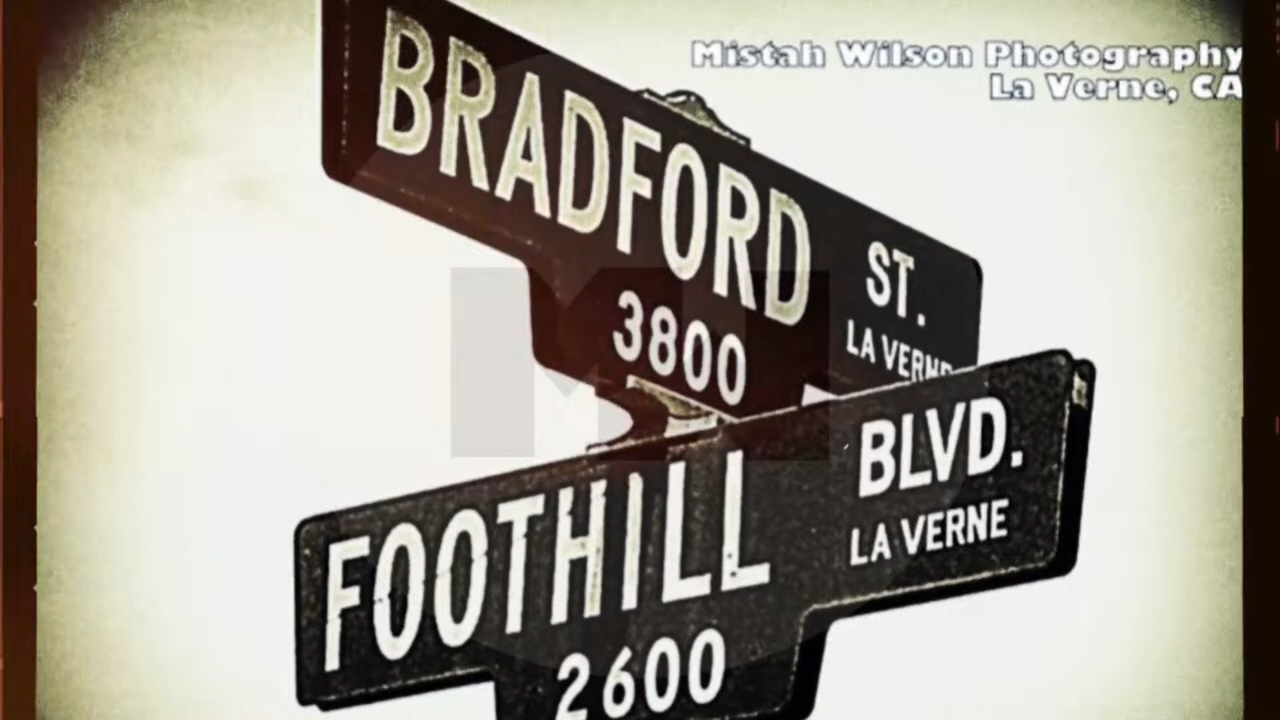 Mistah Wilson Photography
La Verne, CA
BRADFORD ST.
3800 LA VERNE
FOOTHILL BLVD.
LA VERNE
2600